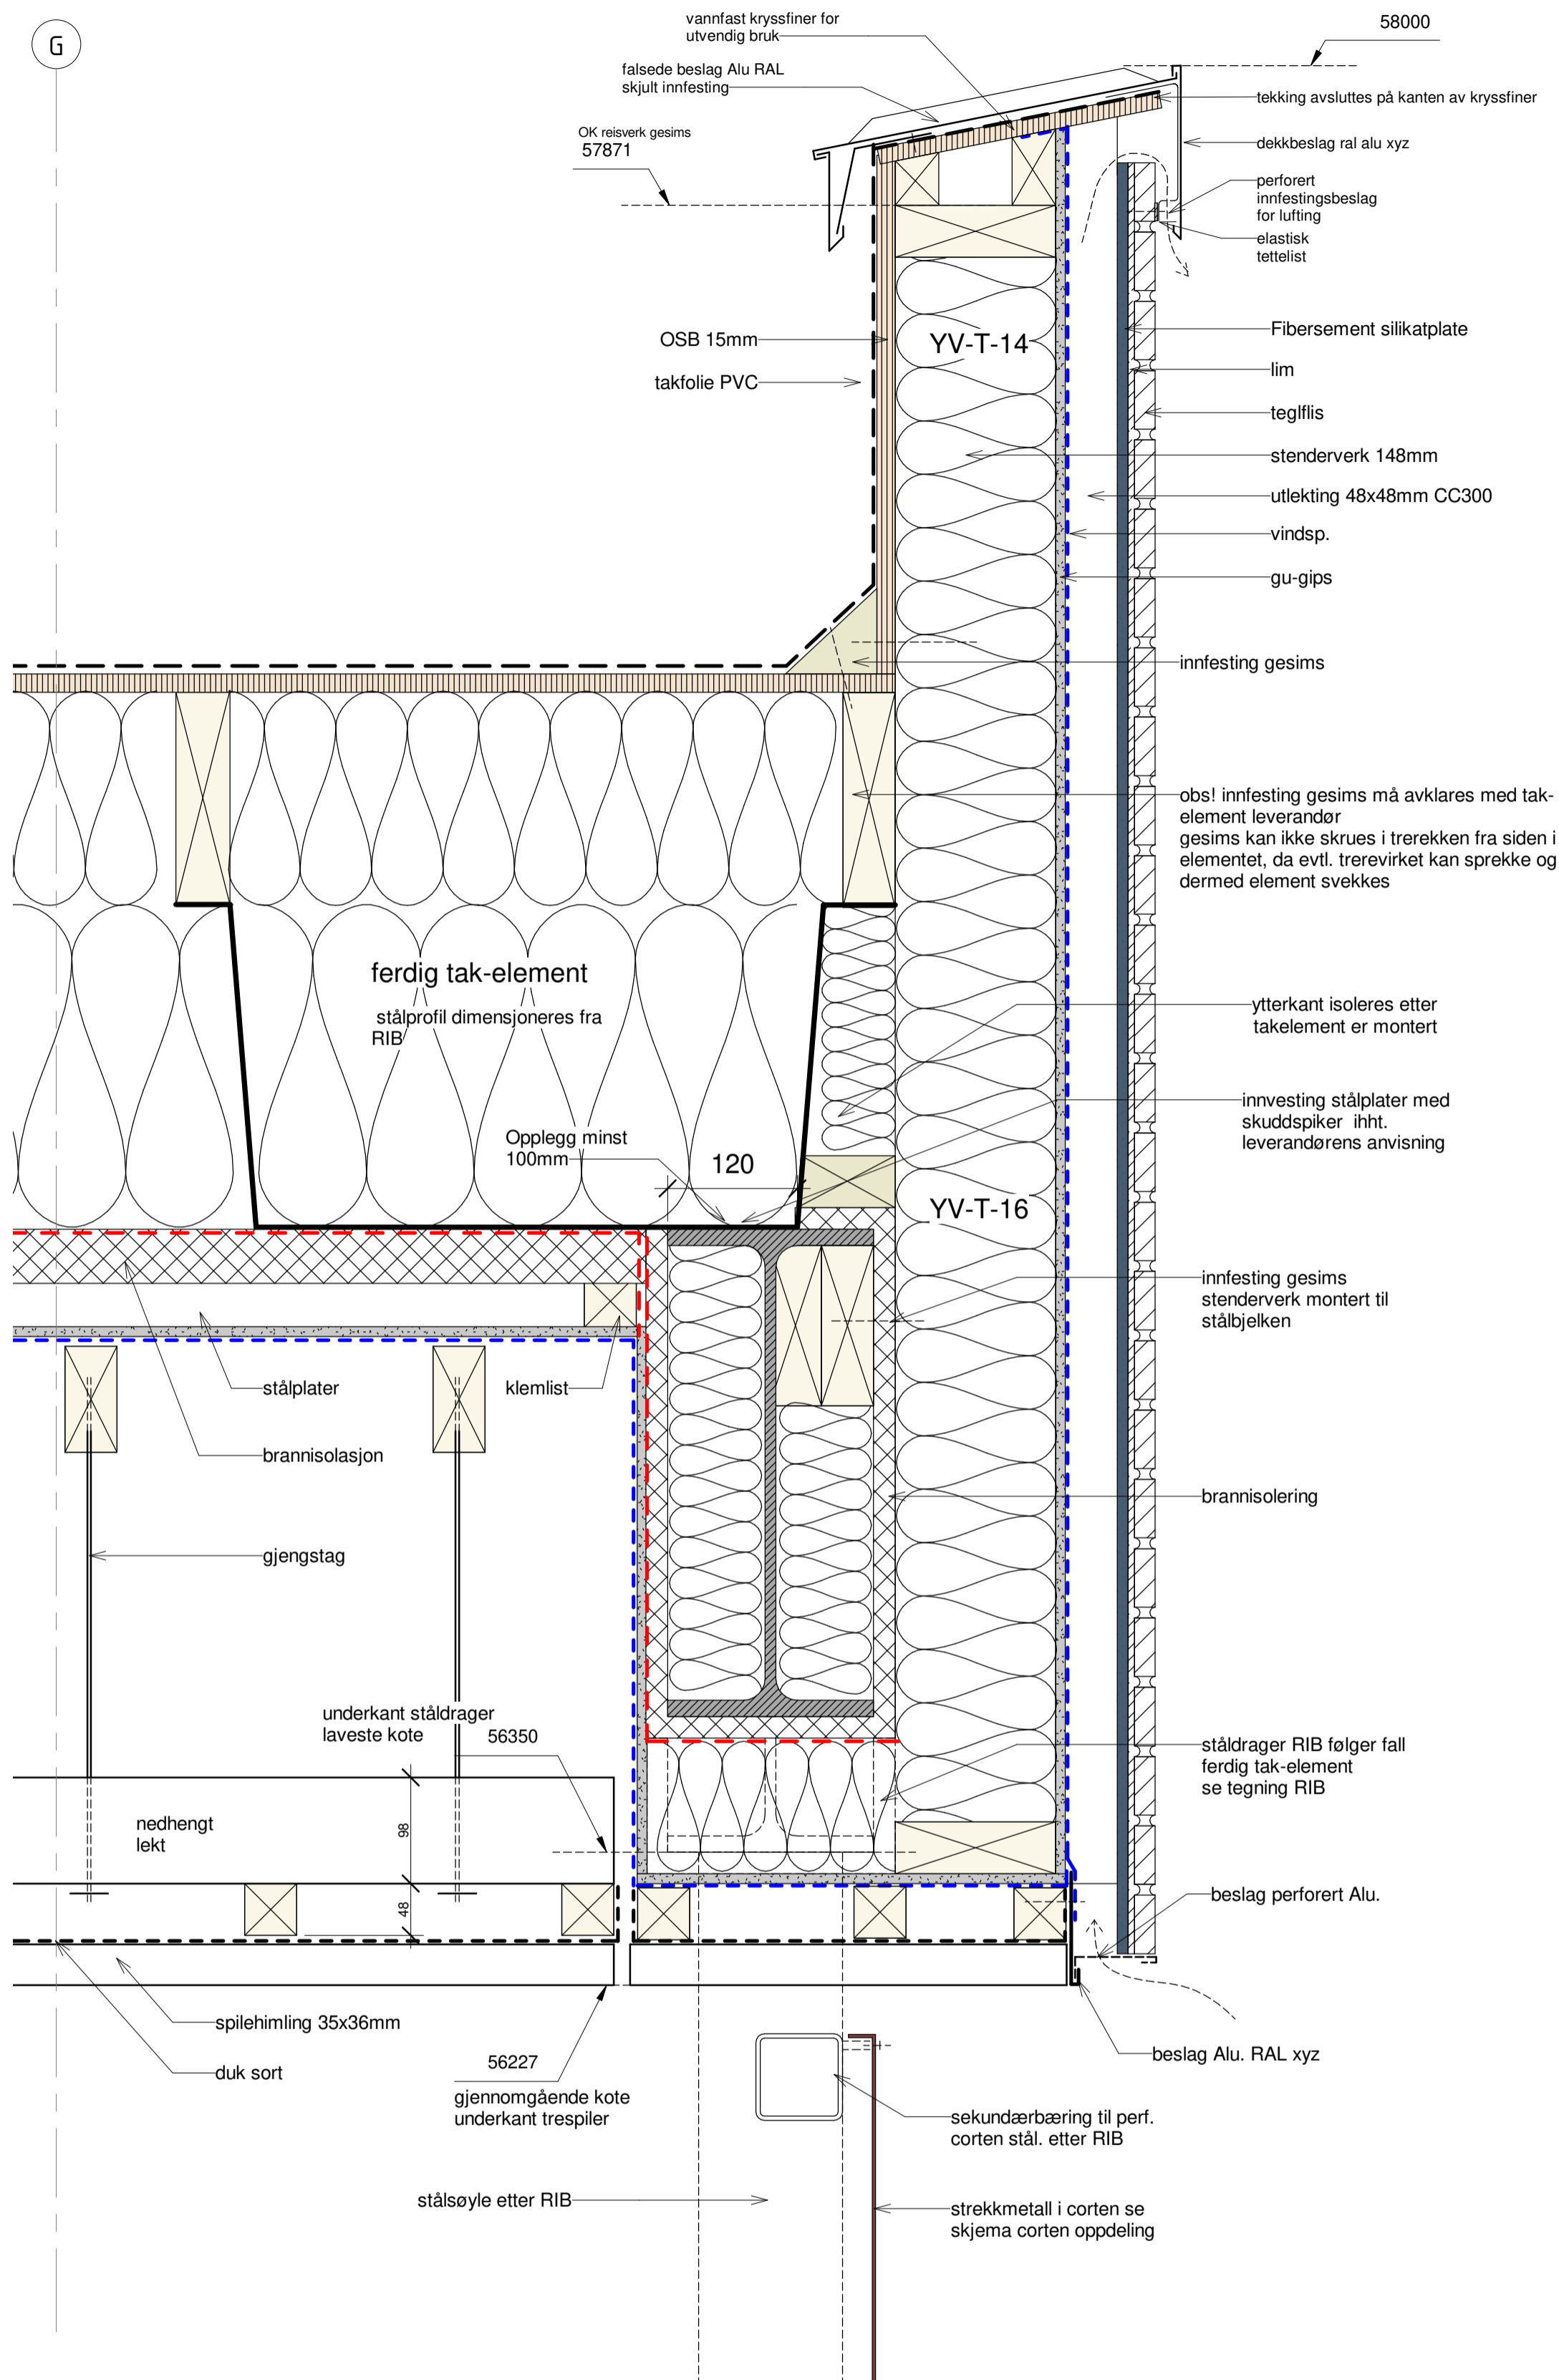 G
vannfast kryssfiner for
utvendig bruk
58000
falsede beslag Alu RAL
skjult innfesting
tekking avsluttes på kanten av kryssfiner
OK reisverk gesims
57871
dekkbeslag ral alu xyz
perforert
innfestingsbeslag
for lufting
elastisk
tettelist
OSB 15mm
YV-T-14
Fibersement silikatplate
takfolie PVC
lim
teglflis
stenderverk 148mm
utlekting 48x48mm CC300
vindsp.
gu-gips
innfesting gesims
obs! innfesting gesims må avklares med tak-
element leverandør
gesims kan ikke skrues i trerekken fra siden i
elementet, da evtl. trerevirket kan sprekke og
dermed element svekkes
ferdig tak-element
stålprofil dimensjoneres fra
RIB
ytterkant isoleres etter
takelement er montert
innvesting stålplater med
skuddspiker ihht.
leverandørens anvisning
Opplegg minst
100mm
120
YV-T-16
innfesting gesims
stenderverk montert til
stålbjelken
stålplater
klemlist
brannisolasjon
brannisolering
gjengstag
underkant ståldrager
laveste kote
56350
ståldrager RIB følger fall
ferdig tak-element
se tegning RIB
nedhengt
lekt
98
48
beslag perforert Alu.
spilehimling 35x36mm
duk sort
56227
gjennomgående kote
underkant trespiler
beslag Alu. RAL xyz
sekundærbæring til perf.
corten stål. etter RIB
stålsøyle etter RIB
strekkmetall i corten se
skjema corten oppdeling